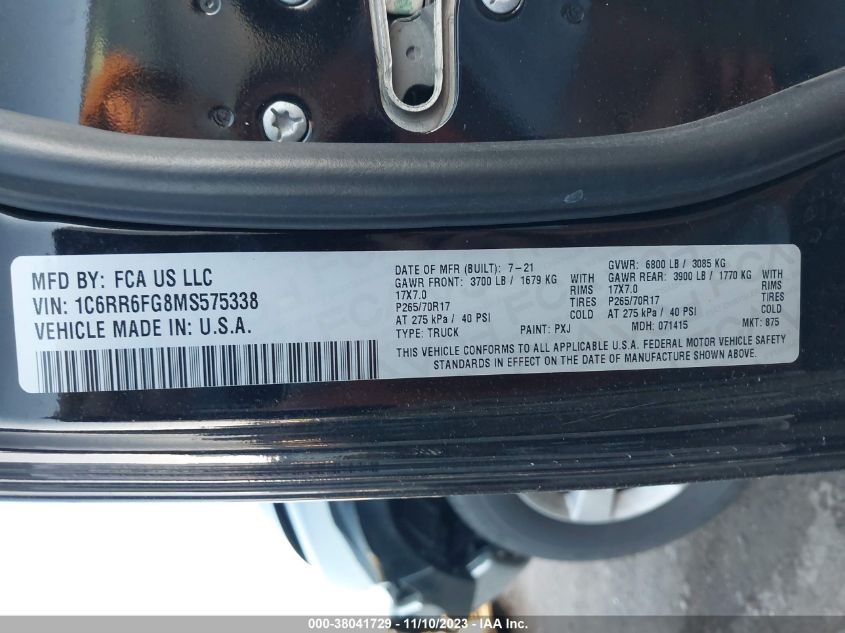 MFD BY: FCA US LLC
VIN: 1C6RR6FG8MS575338
VEHICLE MADE IN: U.S.A.
DATE OF MFR (BUILT): 7-21
GAWR FRONT: 3700 LB / 1679 KG
17X7.0 RIMS
P265/70R17 TIRES
AT 275 kPa / 40 PSI COLD
TYPE: TRUCK PAINT: PXJ
GVWR: 6800 LB / 3085 KG
GAWR REAR: 3900 LB / 1770 KG
17X7.0 RIMS
P265/70R17 TIRES
AT 275 kPa / 40 PSI COLD
MDH: 071415 MKT: 875
THIS VEHICLE CONFORMS TO ALL APPLICABLE U.S.A. FEDERAL MOTOR VEHICLE SAFETY
STANDARDS IN EFFECT ON THE DATE OF MANUFACTURE SHOWN ABOVE.
000-38041729 - 11/10/2023 - IAA Inc.